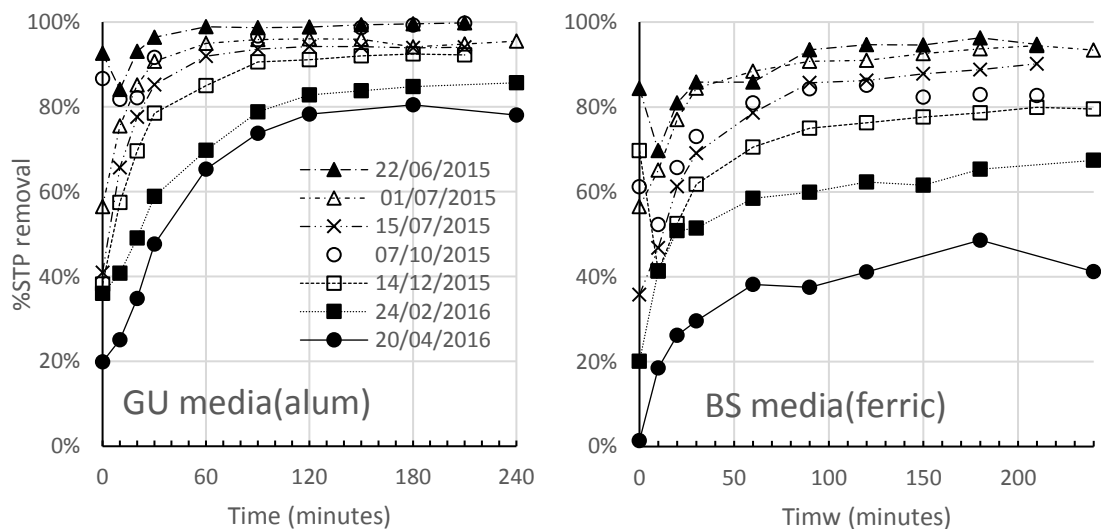 100%
80%
60%
40%
20%
0%
%STP removal
22/06/2015
01/07/2015
15/07/2015
07/10/2015
14/12/2015
24/02/2016
20/04/2016
GU media(alum)
0 60 120 180 240
Time (minutes)
100%
80%
60%
40%
20%
0%
BS media(ferric)
0 50 100 150 200
Timw (minutes)